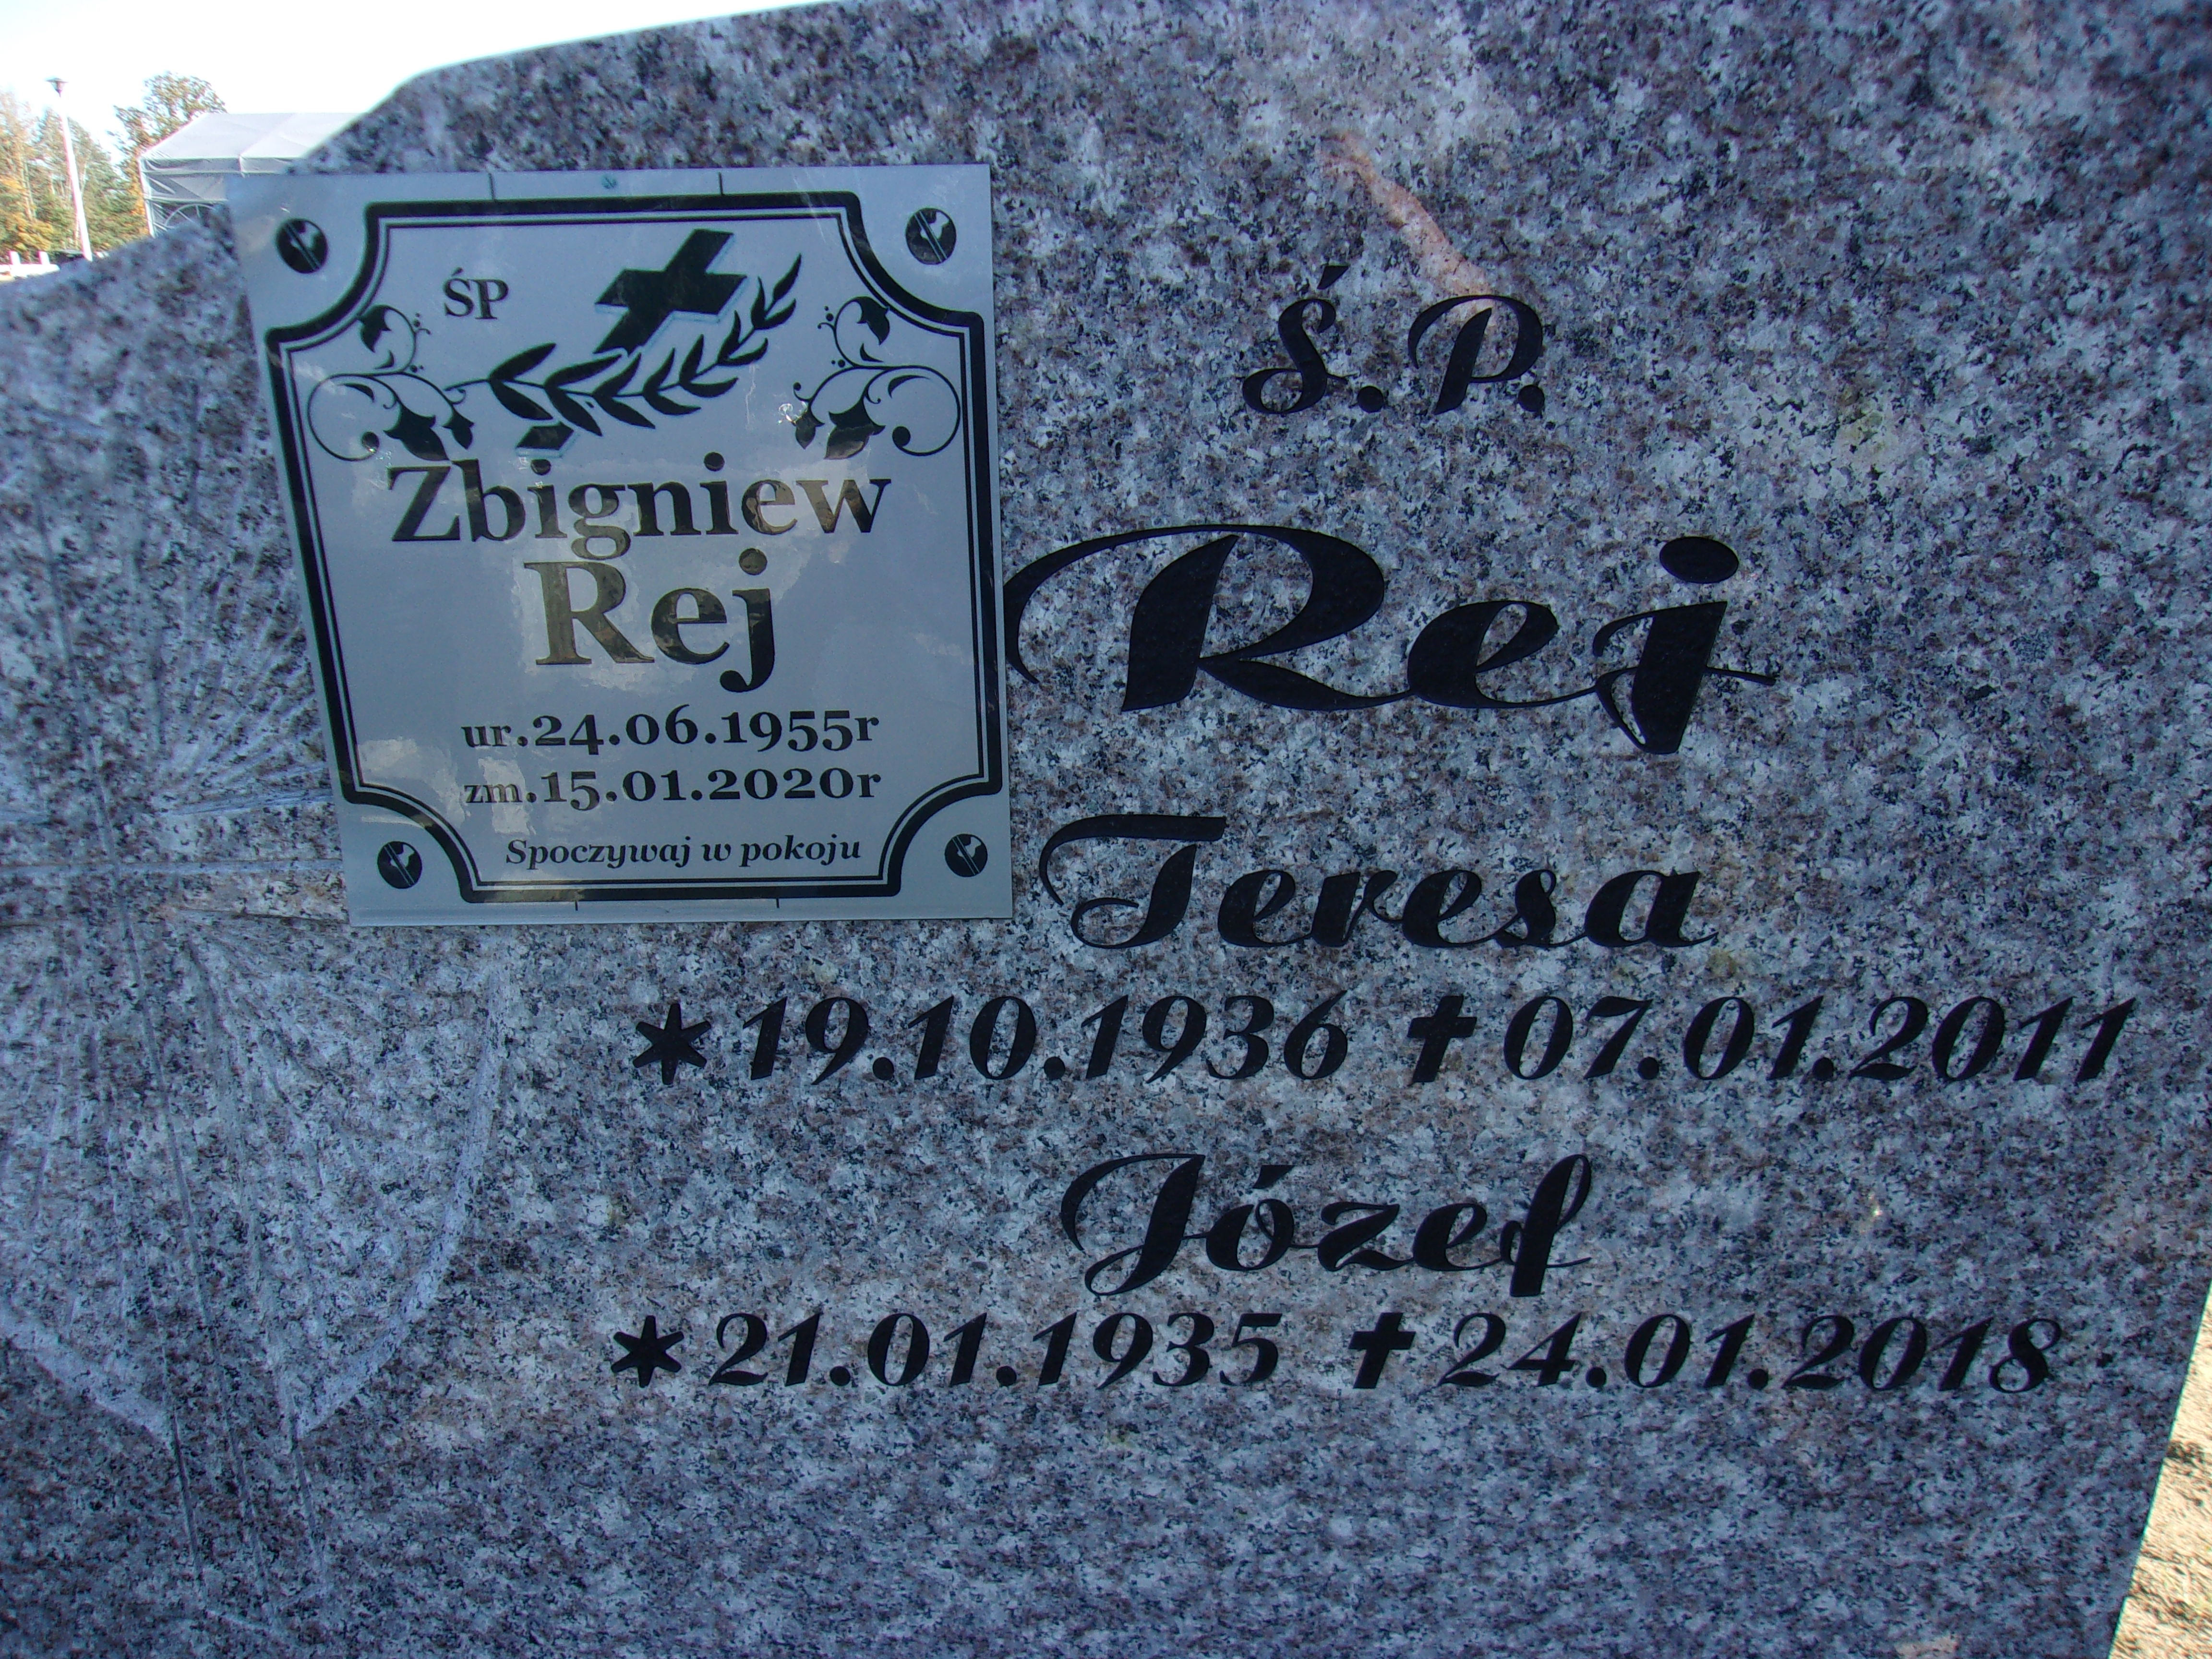 ŚP
Zbigniew
Rej
ur.24.06.1955r
zm.15.01.2020r
Spoczywaj w pokoju
Ś.P.
Rej
Teresa
*19.10.1936 ✝07.01.2011
Józef
*21.01.1935 ✝24.01.2018